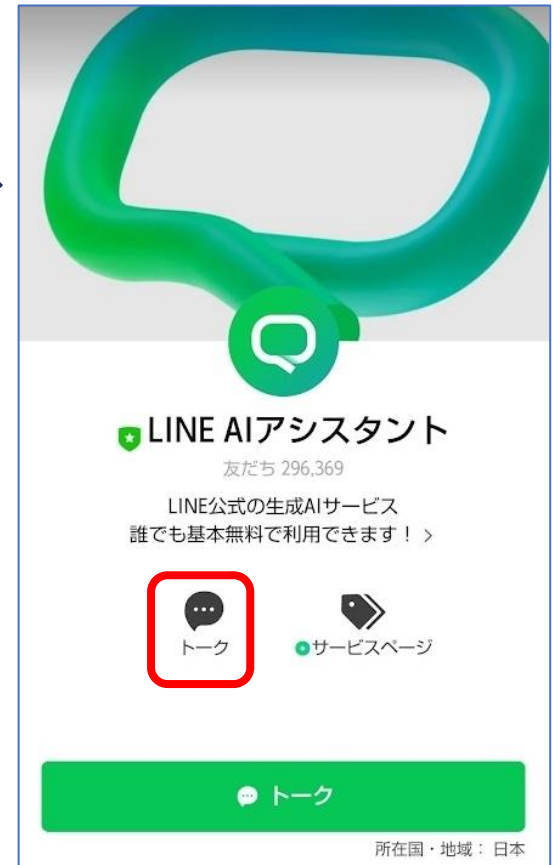 LINE AIアシスタント
友だち 296,369
LINE公式の生成AIサービス
誰でも基本無料で利用できます！ >
トーク
サービスページ
トーク
所在国・地域： 日本